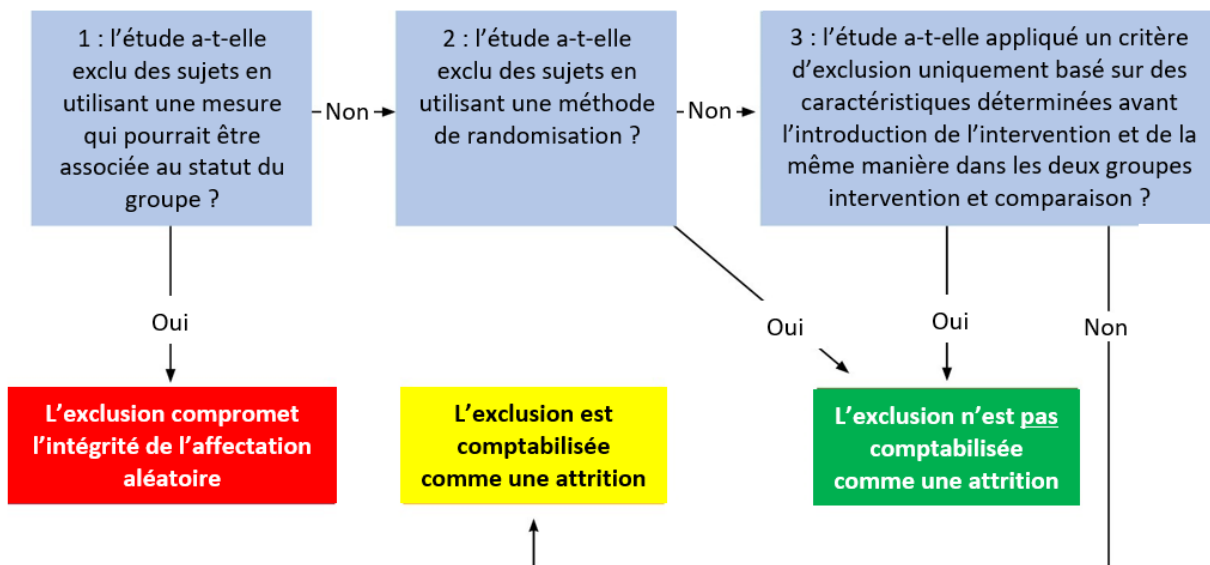 1 : l'étude a-t-elle
exclu des sujets en
utilisant une mesure
qui pourrait être
associée au statut du
groupe ?
Non
2 : l'étude a-t-elle
exclu des sujets en
utilisant une méthode
de randomisation ?
Non
3 : l'étude a-t-elle appliqué un critère
d'exclusion uniquement basé sur des
caractéristiques déterminées avant
l'introduction de l'intervention et de la
même manière dans les deux groupes
intervention et comparaison ?
Oui
Oui
Oui
Non
L'exclusion compromet
l'intégrité de l'affectation
aléatoire
L'exclusion est
comptabilisée
comme une attrition
L'exclusion n'est pas
comptabilisée
comme une attrition